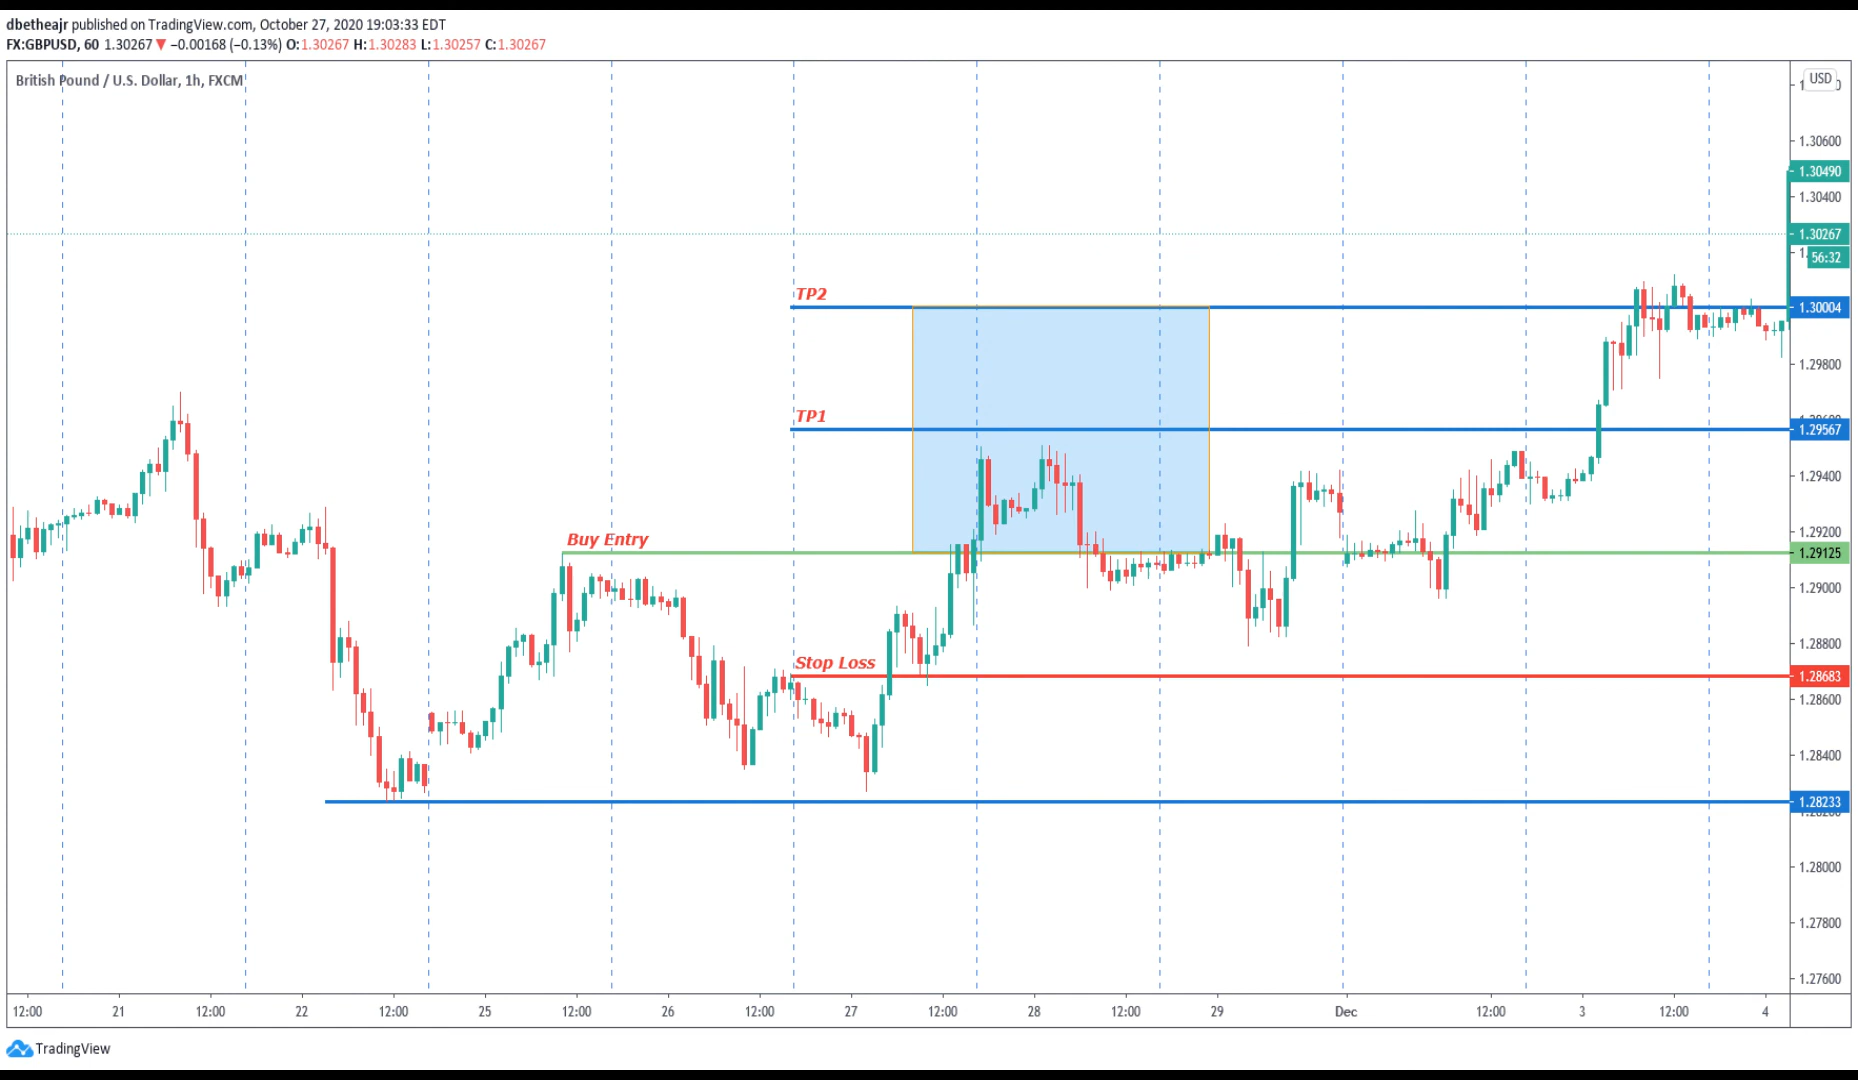 dbetheajr published on TradingView.com, October 27, 2020 19:03:33 EDT
FX:GBPUSD, 60 1.30267 ▼ −0.00168 (−0.13%) O:1.30267 H:1.30283 L:1.30257 C:1.30267
British Pound / U.S. Dollar, 1h, FXCM
USD
1.30600
1.30490
1.30400
1.30267
56:32
TP2
1.30004
1.29800
TP1
1.29567
1.29400
1.29200
Buy Entry
1.29125
1.29000
1.28800
Stop Loss
1.28683
1.28600
1.28400
1.28233
1.28000
1.27800
1.27600
12:00 21 12:00 22 12:00 25 12:00 26 12:00 27 12:00 28 12:00 29 Dec 12:00 3 12:00 4
TradingView